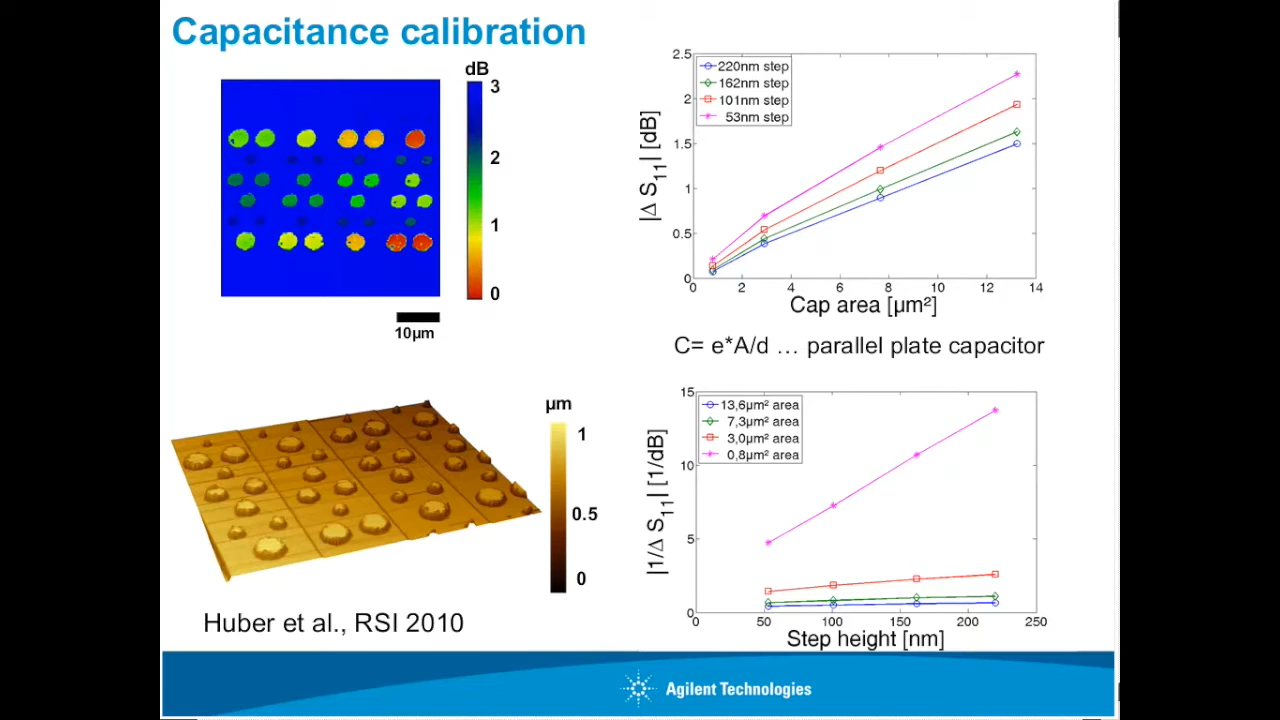 Capacitance calibration
dB
3
2
1
0
10µm
2.5
2
1.5
1
0.5
0
|Δ S11| [dB]
220nm step
162nm step
101nm step
53nm step
0 2 4 6 8 10 12 14
Cap area [µm²]
C= e*A/d … parallel plate capacitor
µm
1
0.5
0
Huber et al., RSI 2010
15
10
5
0
|1/Δ S11| [1/dB]
13,6µm² area
7,3µm² area
3,0µm² area
0,8µm² area
0 50 100 150 200 250
Step height [nm]
Agilent Technologies